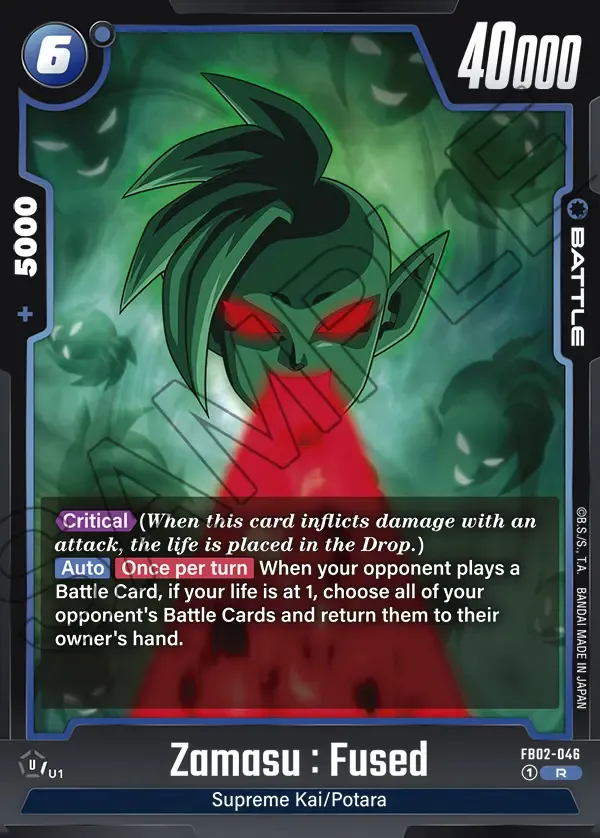 6
40000
+ 5000
BATTLE
SAMPLE
Critical (When this card inflicts damage with an
attack, the life is placed in the Drop.)
Auto Once per turn When your opponent plays a
Battle Card, if your life is at 1, choose all of your
opponent's Battle Cards and return them to their
owner's hand.
©B.S./S., T.A. BANDAI MADE IN JAPAN
U U1
Zamasu : Fused
FB02-046
1 R
Supreme Kai/Potara